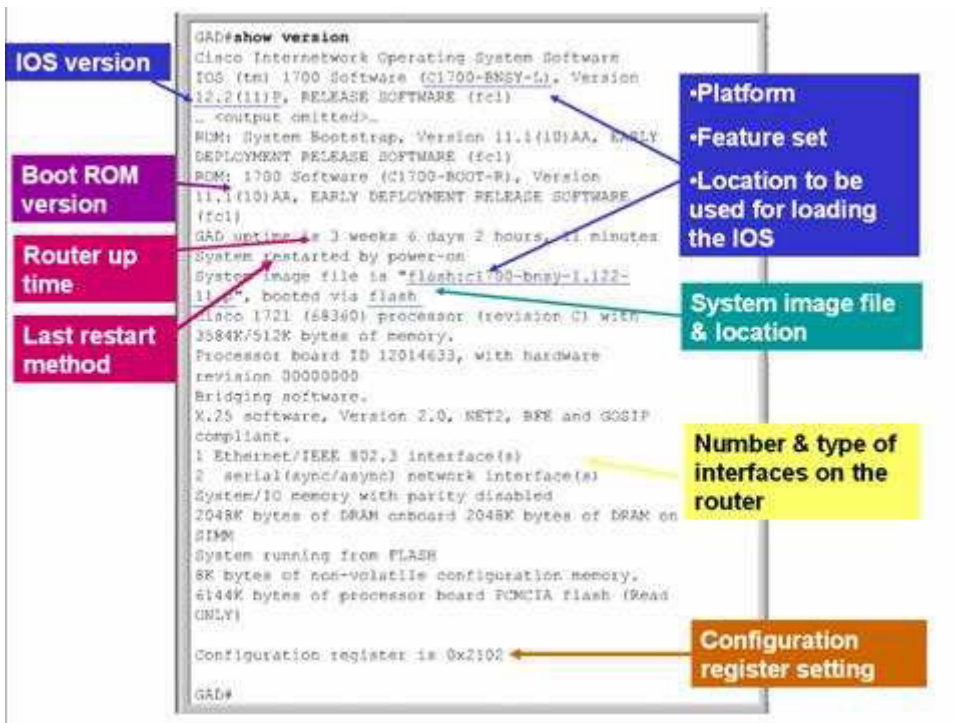 GAD#show version
Cisco Internetwork Operating System Software
IOS (tm) 1700 Software (C1700-BNSY-L), Version
12.2(11)P, RELEASE SOFTWARE (fc1)
… <output omitted>…
ROM: System Bootstrap, Version 11.1(10)AA, EARLY
DEPLOYMENT RELEASE SOFTWARE (fc1)
ROM: 1700 Software (C1700-BOOT-R), Version
11.1(10)AA, EARLY DEPLOYMENT RELEASE SOFTWARE
(fc1)
GAD uptime is 3 weeks 6 days 2 hours, minutes
System restarted by power-on
System image file is "flash:c1700-bnsy-l.122-
11.p", booted via flash
Cisco 1721 (68360) processor (revision C) with
3584K/512K bytes of memory.
Processor board ID 12014633, with hardware
revision 00000000
Bridging software.
X.25 software, Version 2.0, NET2, BFE and GOSIP
compliant.
1 Ethernet/IEEE 802.3 interface(s)
2 serial(sync/async) network interface(s)
System/IO memory with parity disabled
2048K bytes of DRAM onboard 2048K bytes of DRAM on
SIMM
System running from FLASH
8K bytes of non-volatile configuration memory.
6144K bytes of processor board PCMCIA flash (Read
ONLY)
Configuration register is 0x2102
GAD#
IOS version
Boot ROM
version
Router up
time
Last restart
method
•Platform
•Feature set
•Location to be
used for loading
the IOS
System image file
& location
Number & type of
interfaces on the
router
Configuration
register setting